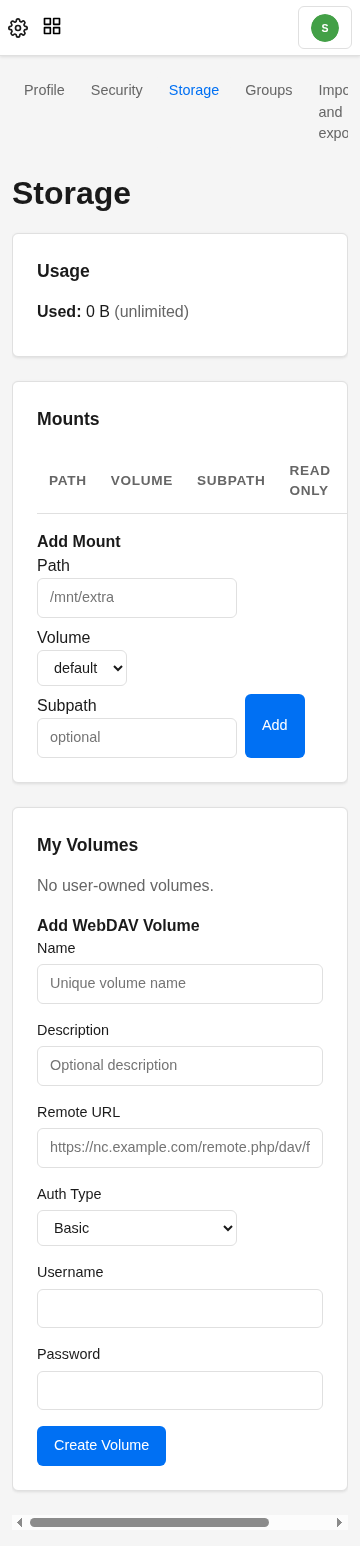 S
Profile Security Storage Groups
and
Storage
Usage
Used: 0 B (unlimited)
Mounts
PATH VOLUME SUBPATH READ ONLY
Add Mount
Path
/mnt/extra
Volume
default
Subpath
optional
Add
My Volumes
No user-owned volumes.
Add WebDAV Volume
Name
Unique volume name
Description
Optional description
Remote URL
https://nc.example.com/remote.php/dav/f
Auth Type
Basic
Username
Password
Create Volume